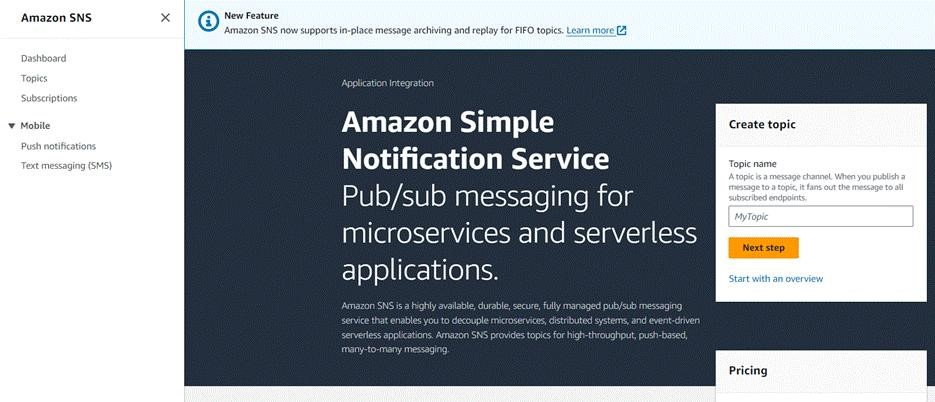 Amazon SNS
Dashboard
Topics
Subscriptions
Mobile
Push notifications
Text messaging (SMS)
New Feature
Amazon SNS now supports in-place message archiving and replay for FIFO topics. Learn more
Application Integration
Amazon Simple
Notification Service
Pub/sub messaging for
microservices and serverless
applications.
Amazon SNS is a highly available, durable, secure, fully managed pub/sub messaging
service that enables you to decouple microservices, distributed systems, and event-driven
serverless applications. Amazon SNS provides topics for high-throughput, push-based,
many-to-many messaging.
Create topic
Topic name
A topic is a message channel. When you publish a
message to a topic, it fans out the message to all
subscribed endpoints.
MyTopic
Next step
Start with an overview
Pricing